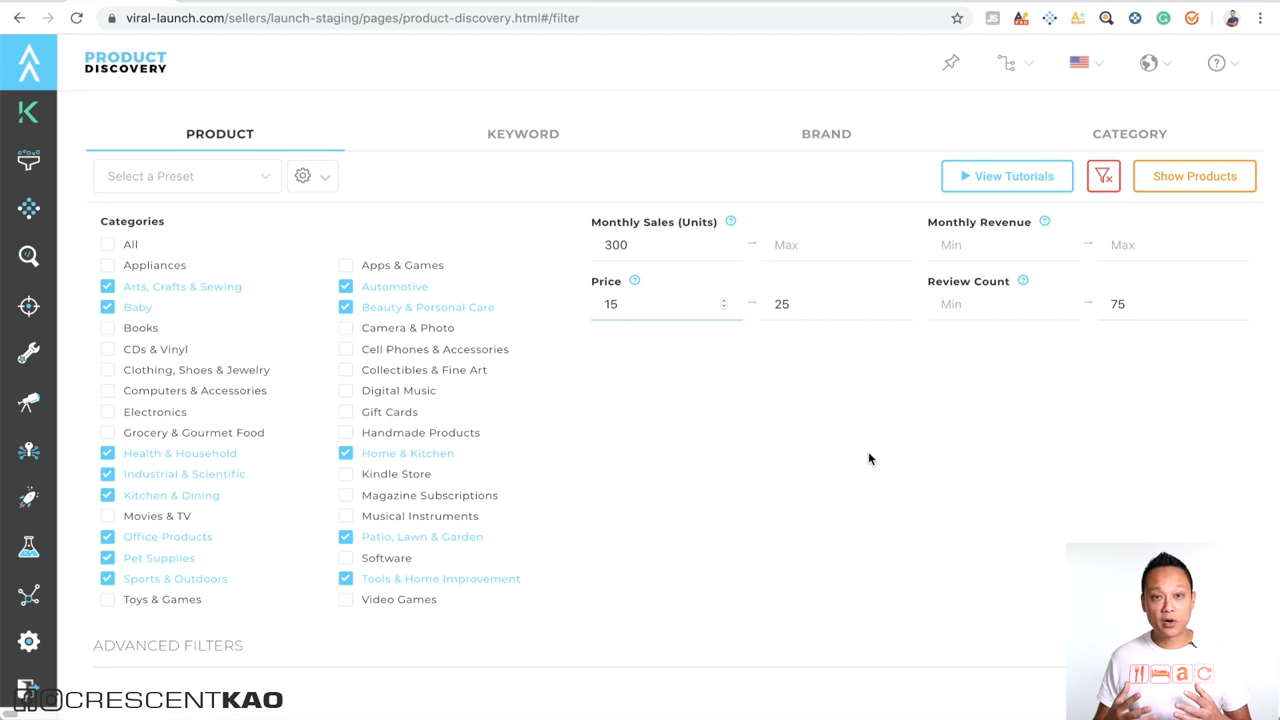 viral-launch.com/sellers/launch-staging/pages/product-discovery.html#/filter
PRODUCT
DISCOVERY
PRODUCT
KEYWORD
BRAND
CATEGORY
Select a Preset
View Tutorials
Show Products
Categories
All
Appliances
Apps & Games
Arts, Crafts & Sewing
Automotive
Baby
Beauty & Personal Care
Books
Camera & Photo
CDs & Vinyl
Cell Phones & Accessories
Clothing, Shoes & Jewelry
Collectibles & Fine Art
Computers & Accessories
Digital Music
Electronics
Gift Cards
Grocery & Gourmet Food
Handmade Products
Health & Household
Home & Kitchen
Industrial & Scientific
Kindle Store
Kitchen & Dining
Magazine Subscriptions
Movies & TV
Musical Instruments
Office Products
Patio, Lawn & Garden
Pet Supplies
Software
Sports & Outdoors
Tools & Home Improvement
Toys & Games
Video Games
Monthly Sales (Units)
300
Max
Monthly Revenue
Min
Max
Price
15
25
Review Count
Min
75
ADVANCED FILTERS
CRESCENTKAO
a